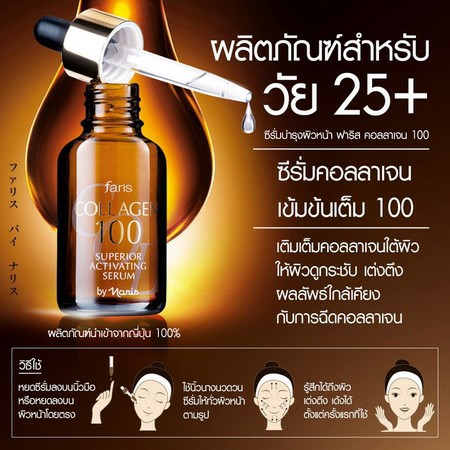 ผลิตภัณฑ์สำหรับ
วัย 25+
ซีรั่มบำรุงผิวหน้า ฟาริส คอลลาเจน 100
ซีรั่มคอลลาเจน
เข้มข้นเต็ม 100
เติมเต็มคอลลาเจนใต้ผิว
ให้ผิวดูกระชับ เต่งตึง
ผลลัพธ์ใกล้เคียง
กับการฉีดคอลลาเจน
ファリス バイ ナリス
faris
COLLAGEN
100
SUPERIOR
ACTIVATING
SERUM
by naris
ผลิตภัณฑ์นำเข้าจากญี่ปุ่น 100%
วิธีใช้
หยดซีรั่มลงบนนิ้วมือ
หรือหยดลงบน
ผิวหน้าโดยตรง
ใช้นิ้วนางนวดวน
ซีรั่มให้ทั่วผิวหน้า
ตามรูป
รู้สึกได้ถึงผิว
เต่งตึง เด้งได้
ตั้งแต่ครั้งแรกที่ใช้